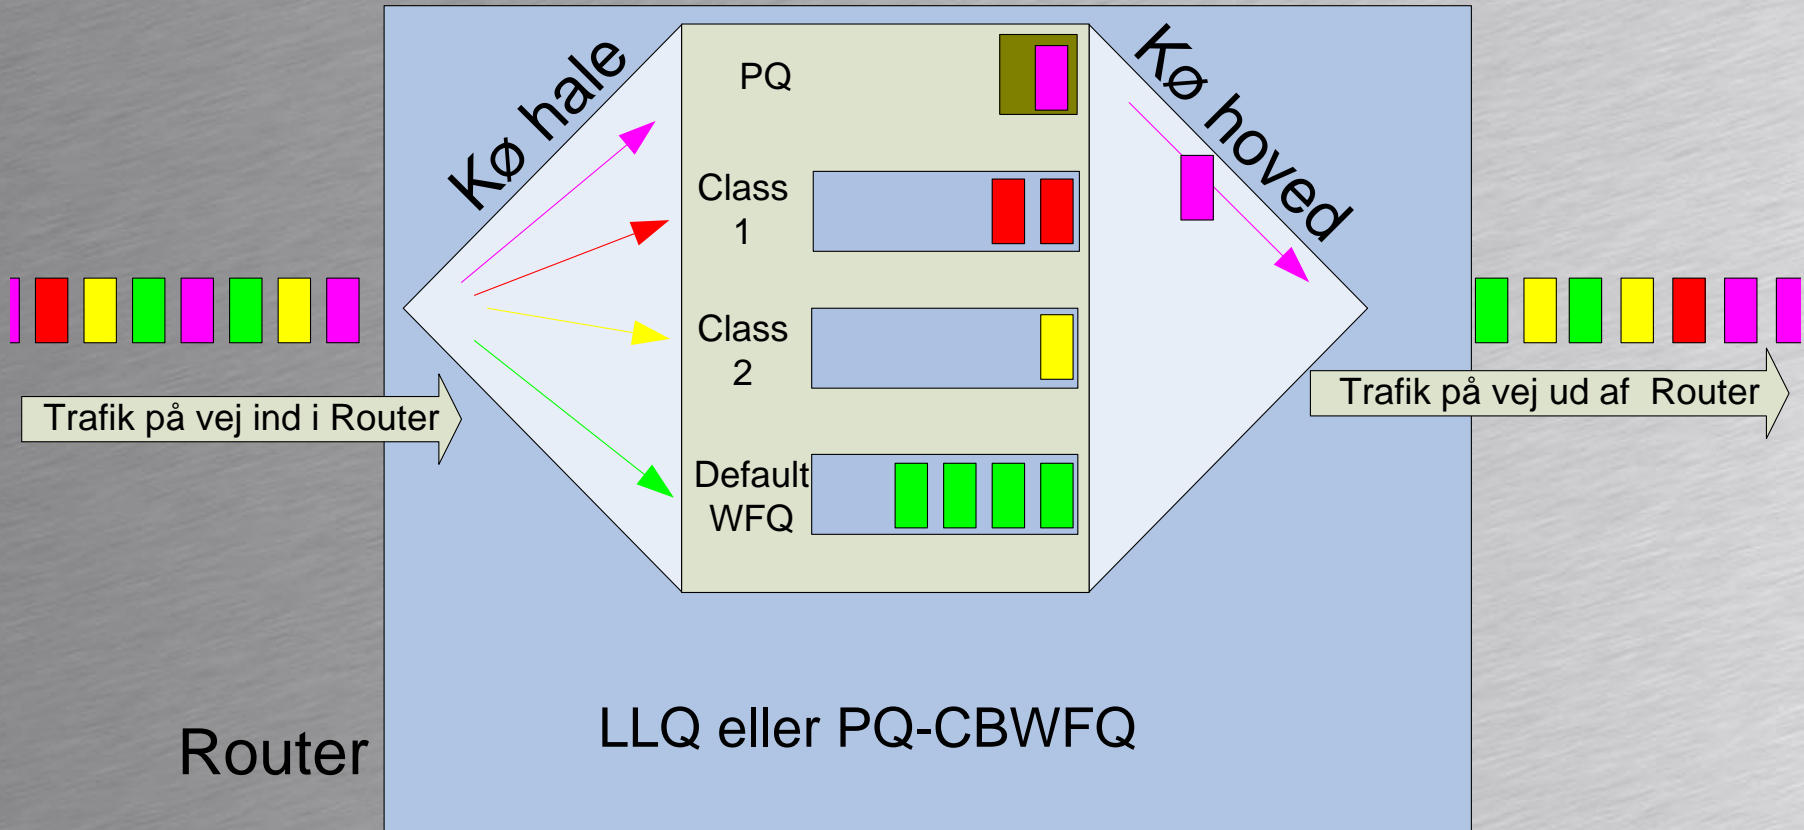 Kø hale
Kø hoved
PQ
Class
1
Class
2
Default
WFQ
Trafik på vej ind i Router
Trafik på vej ud af Router
LLQ eller PQ-CBWFQ
Router